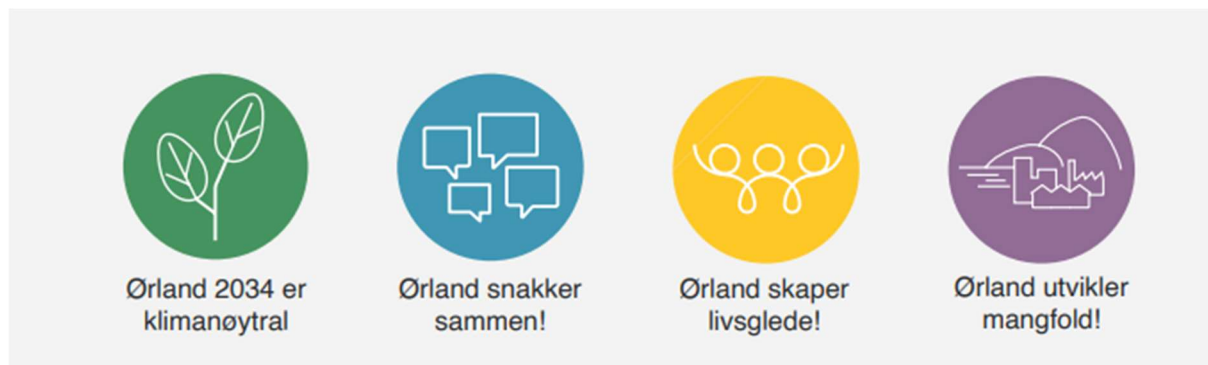 Ørland 2034 er
klimanøytral
Ørland snakker
sammen!
Ørland skaper
livsglede!
Ørland utvikler
mangfold!